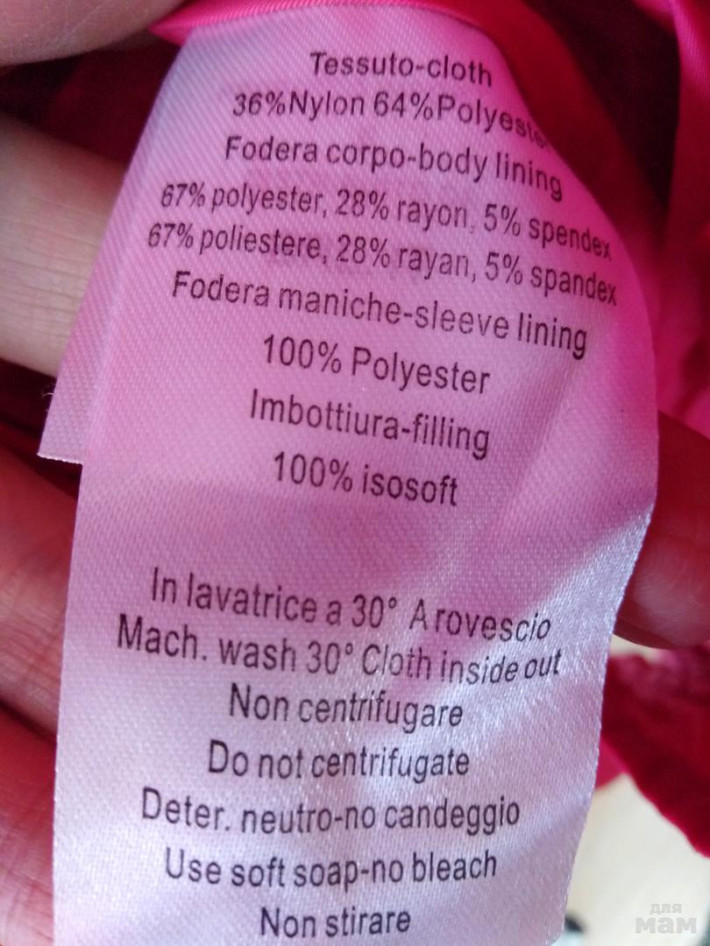 Tessuto-cloth
36%Nylon 64%Polyester
Fodera corpo-body lining
67% polyester, 28% rayon, 5% spendex
67% poliestere, 28% rayan, 5% spandex
Fodera maniche-sleeve lining
100% Polyester
Imbottiura-filling
100% isosoft
In lavatrice a 30° A rovescio
Mach. wash 30° Cloth inside out
Non centrifugare
Do not centrifugate
Deter. neutro-no candeggio
Use soft soap-no bleach
Non stirare
для
мам